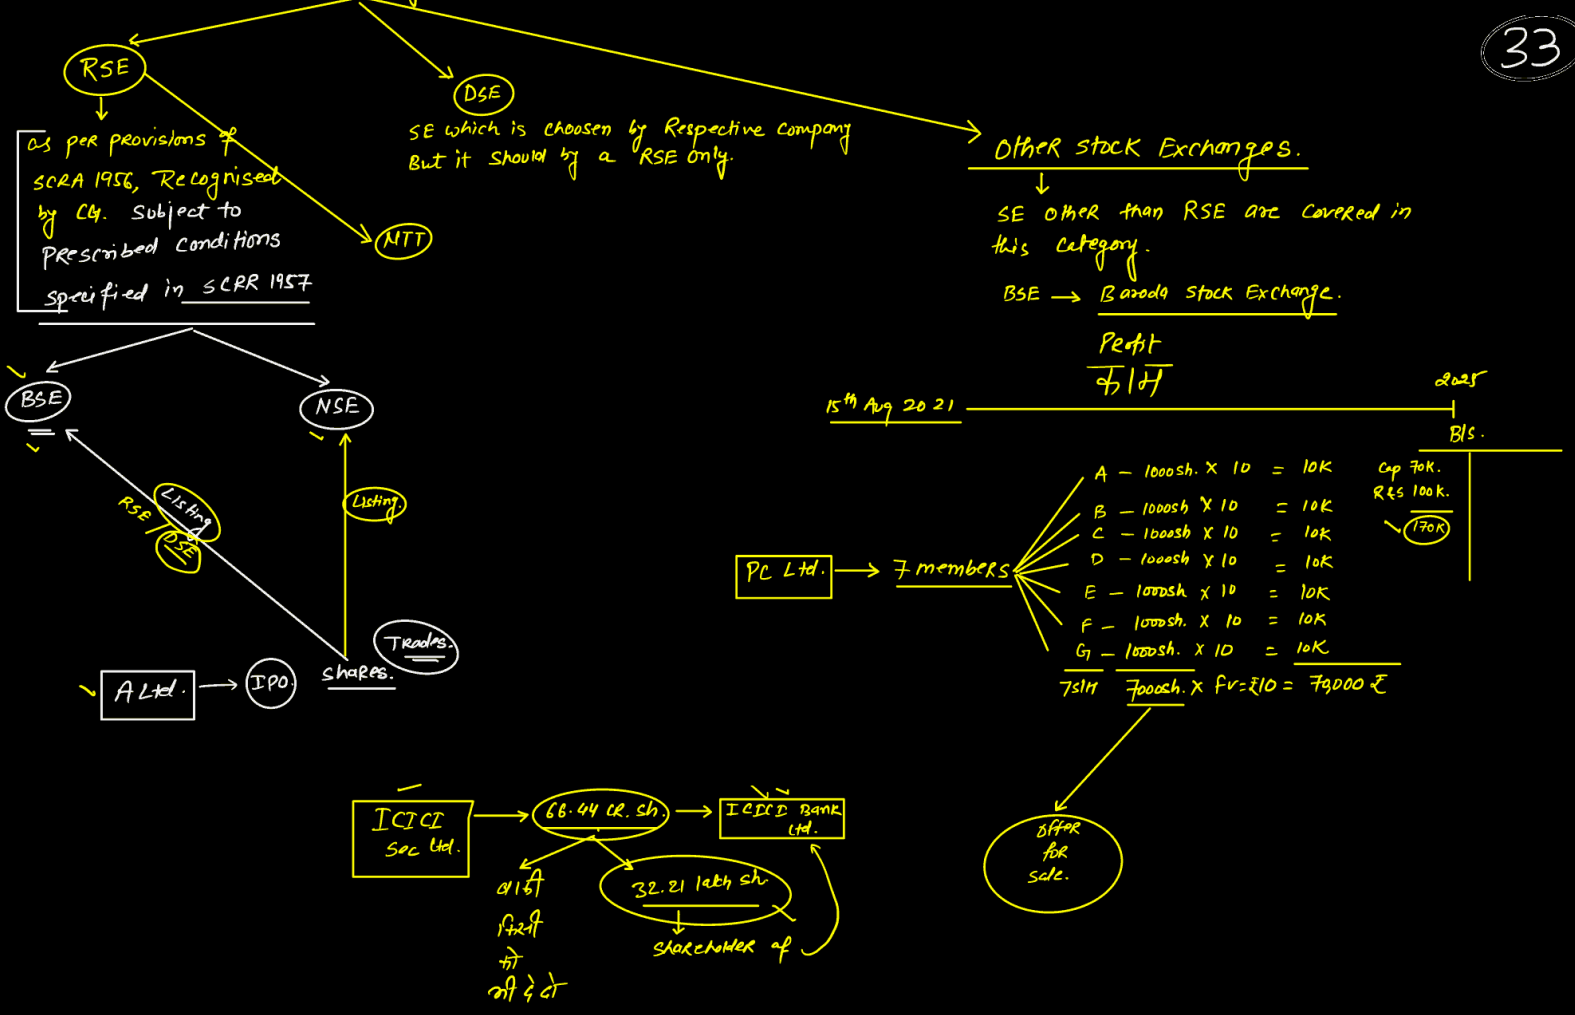 33
RSE
as per provisions of
SCRA 1956, Recognised
by CG. Subject to
Prescribed Conditions
specified in SCRR 1957
DSE
SE which is choosen by Respective company
But it should by a RSE only.
NTT
Other Stock Exchanges.
SE other than RSE are covered in
this category.
BSE → Baroda Stock Exchange.
Profit
काम
15th Aug 2021
2025
B/s.
Cap 70K.
R&S 100K.
170K
BSE
NSE
Listing
RSE/DSE
Listing.
Trades.
A Ltd. → IPO. shares.
PC Ltd. → 7 members
A – 1000sh. × 10 = 10K
B – 1000sh × 10 = 10K
C – 1000sh × 10 = 10K
D – 1000sh × 10 = 10K
E – 1000sh × 10 = 10K
F – 1000sh. × 10 = 10K
G – 1000sh. × 10 = 10K
7S/H 7000sh. × FV=₹10 = 70,000 ₹
offer
for
sale.
ICICI
Sec Ltd.
66.44 CR. Sh.
ICICI Bank
Ltd.
32.21 lakh sh.
shareholder of
किसी
को
भी दे दो